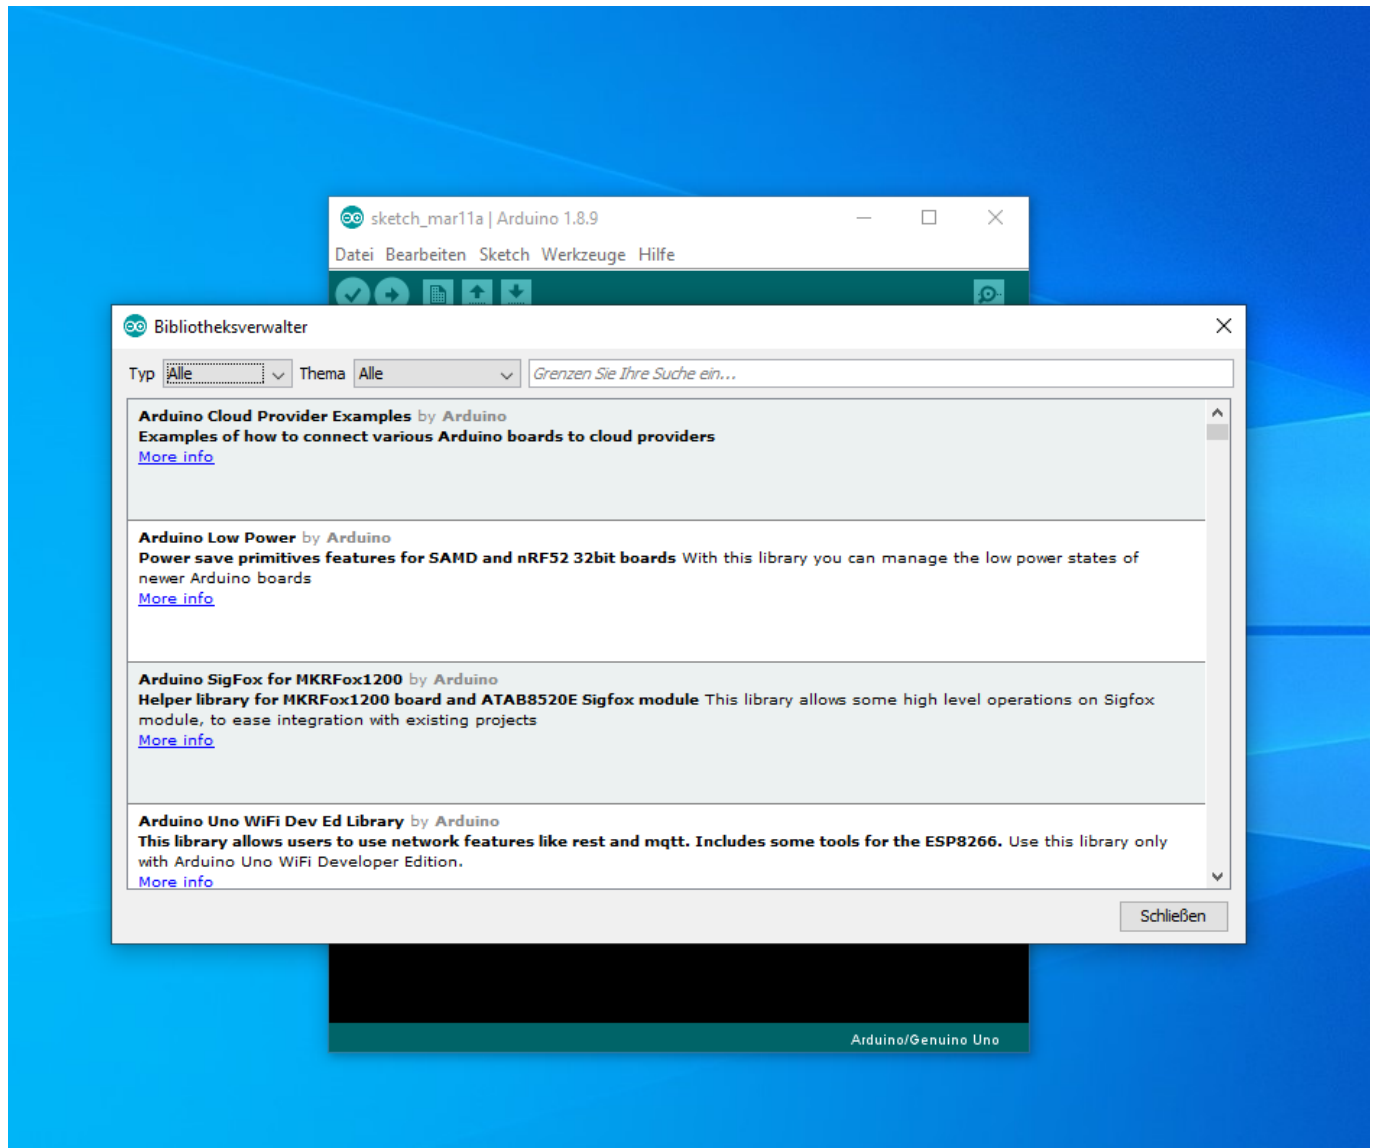 sketch_mar11a | Arduino 1.8.9
Datei Bearbeiten Sketch Werkzeuge Hilfe
Bibliotheksverwalter
Typ Alle Thema Alle Grenzen Sie Ihre Suche ein...
Arduino Cloud Provider Examples by Arduino
Examples of how to connect various Arduino boards to cloud providers
More info
Arduino Low Power by Arduino
Power save primitives features for SAMD and nRF52 32bit boards With this library you can manage the low power states of
newer Arduino boards
More info
Arduino SigFox for MKRFox1200 by Arduino
Helper library for MKRFox1200 board and ATAB8520E Sigfox module This library allows some high level operations on Sigfox
module, to ease integration with existing projects
More info
Arduino Uno WiFi Dev Ed Library by Arduino
This library allows users to use network features like rest and mqtt. Includes some tools for the ESP8266. Use this library only
with Arduino Uno WiFi Developer Edition.
More info
Schließen
Arduino/Genuino Uno